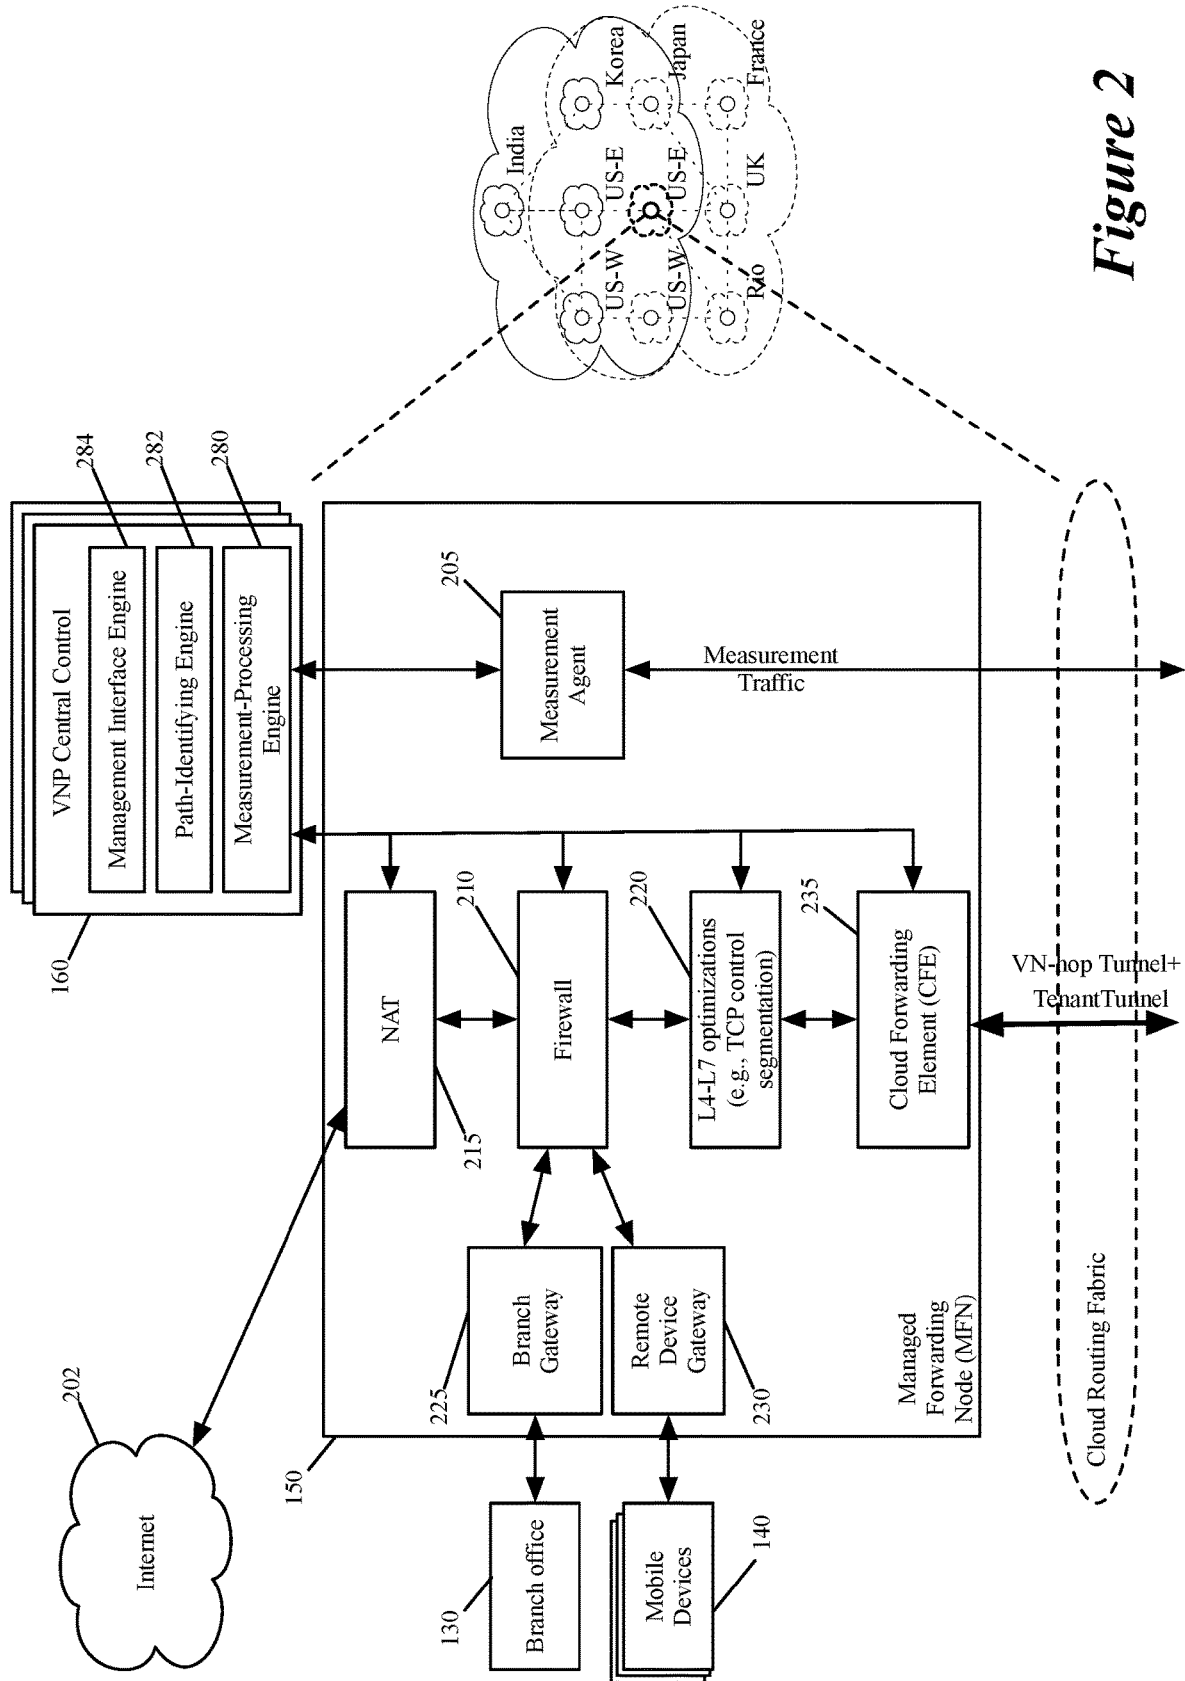 202
Internet
160
VNP Central Control
Management Interface Engine
284
Path-Identifying Engine
282
Measurement-Processing
Engine
280
150
NAT
215
Firewall
210
L4-L7 optimizations
(e.g., TCP control
segmentation)
220
Cloud Forwarding
Element (CFE)
235
Measurement
Agent
205
Measurement
Traffic
Branch
Gateway
225
Remote
Device
Gateway
230
Branch office
130
Mobile
Devices
140
Managed
Forwarding
Node (MFN)
Cloud Routing Fabric
VN-hop Tunnel+
TenantTunnel
India
US-W
US-E
Korea
US-W
US-E
Japan
Rio
UK
France
Figure 2